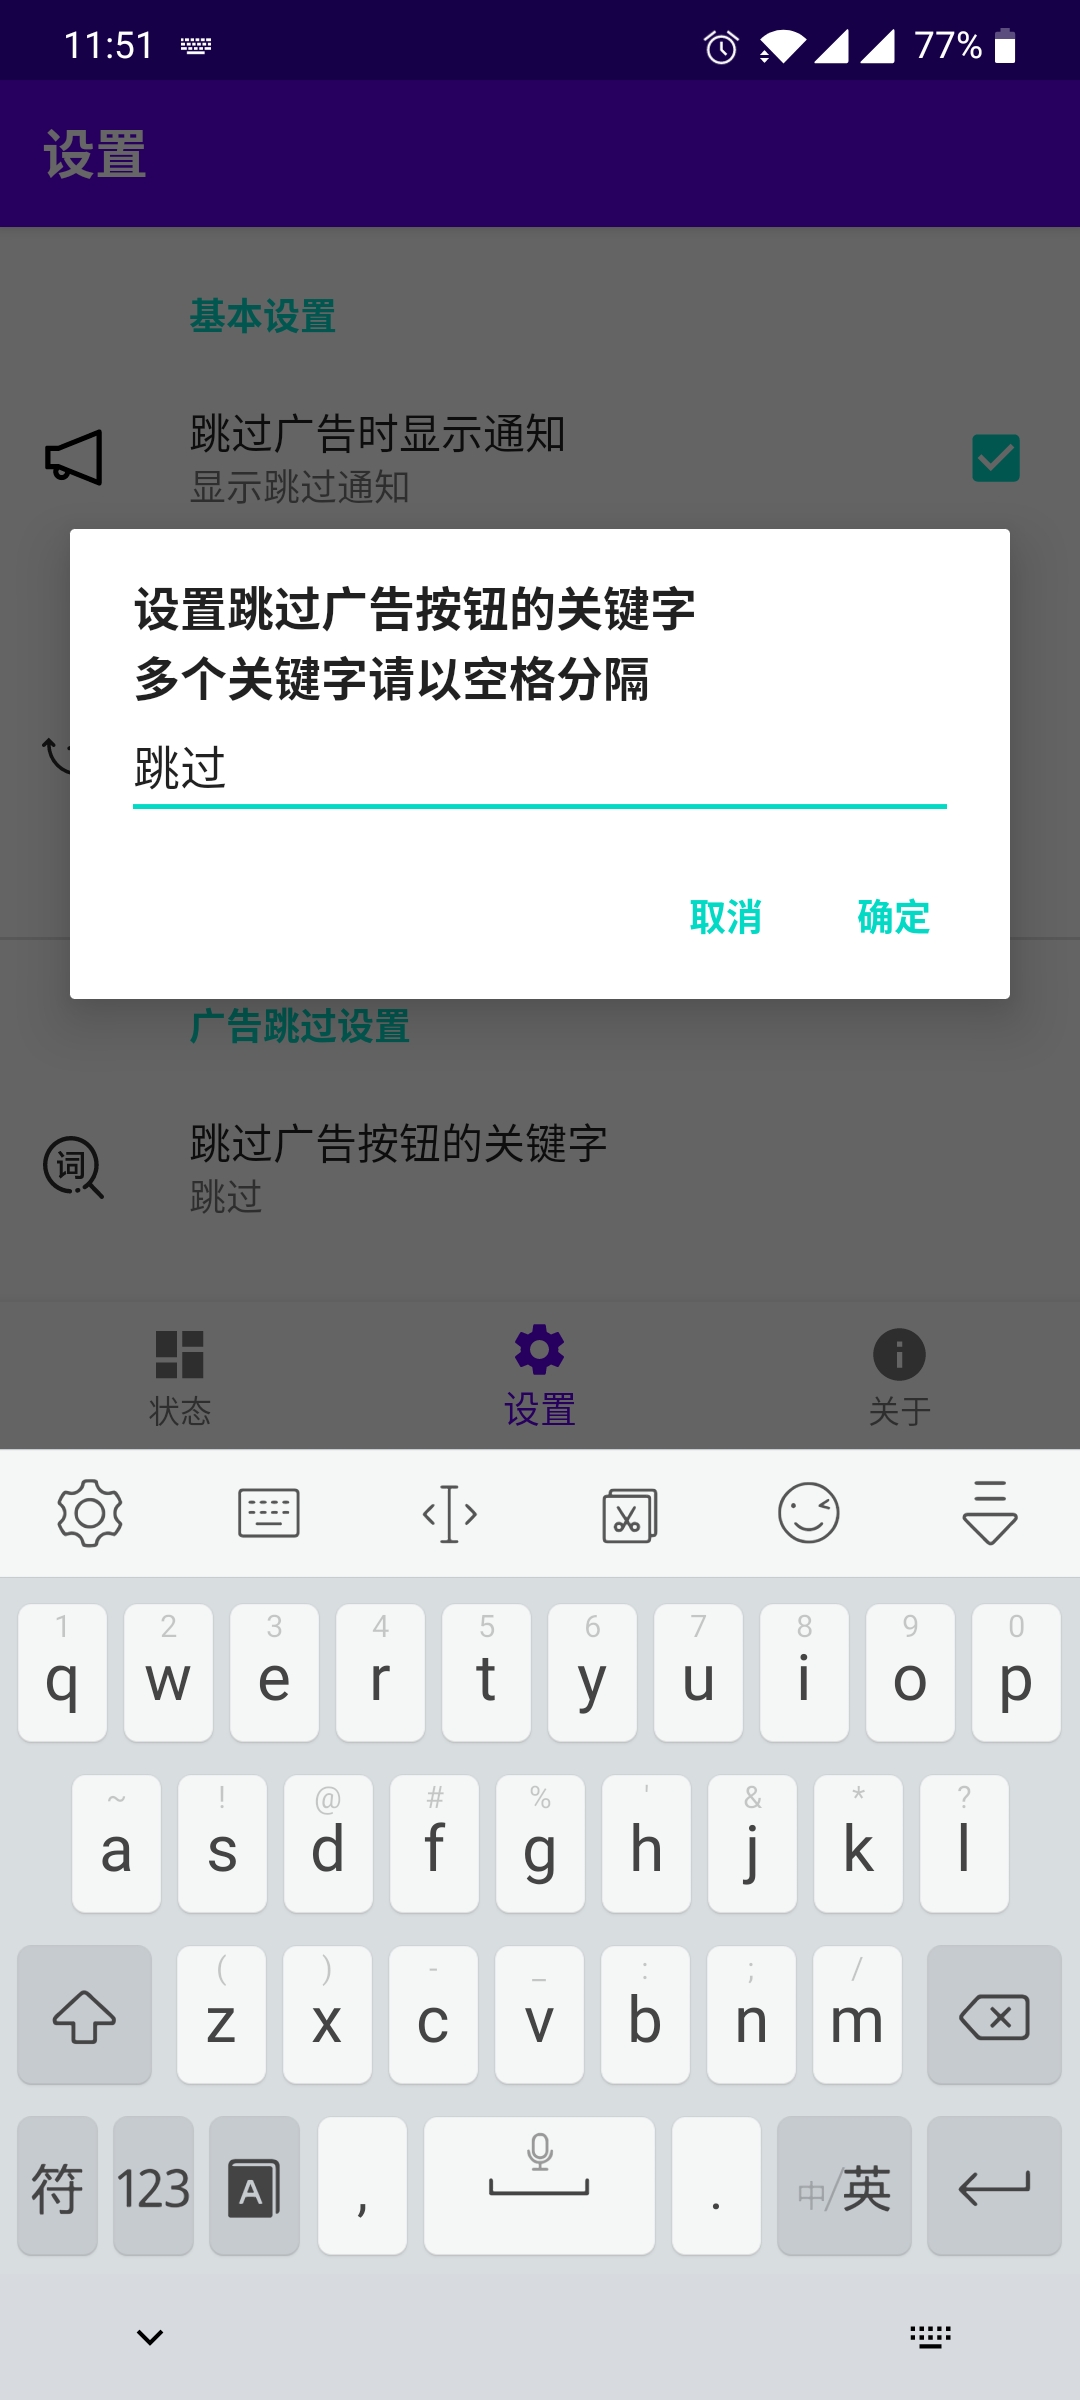 11:51
77%
设置
基本设置
跳过广告时显示通知
显示跳过通知
设置跳过广告按钮的关键字
多个关键字请以空格分隔
跳过
取消 确定
广告跳过设置
词
跳过广告按钮的关键字
跳过
状态 设置 关于
1 2 3 4 5 6 7 8 9 0
q w e r t y u i o p
~ ! @ # % ' & * ?
a s d f g h j k l
( ) - _ : ; /
z x c v b n m
符 123 A , . 中/英